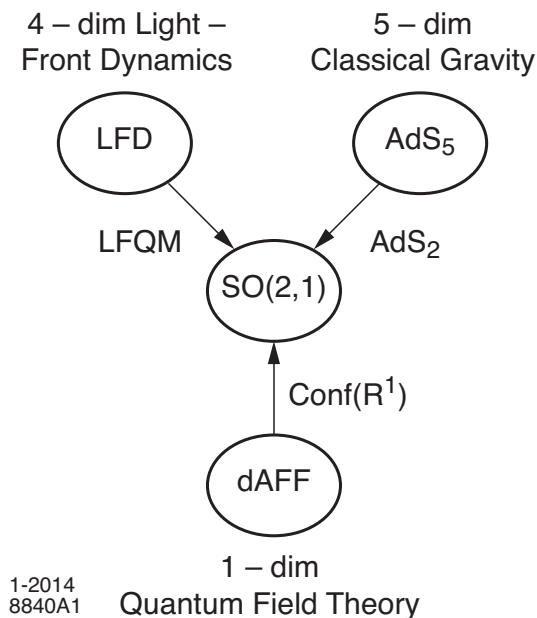 4 – dim Light –
Front Dynamics
5 – dim
Classical Gravity
LFD
AdS₅
LFQM
AdS₂
SO(2,1)
Conf(R¹)
dAFF
1 – dim
Quantum Field Theory
1-2014
8840A1